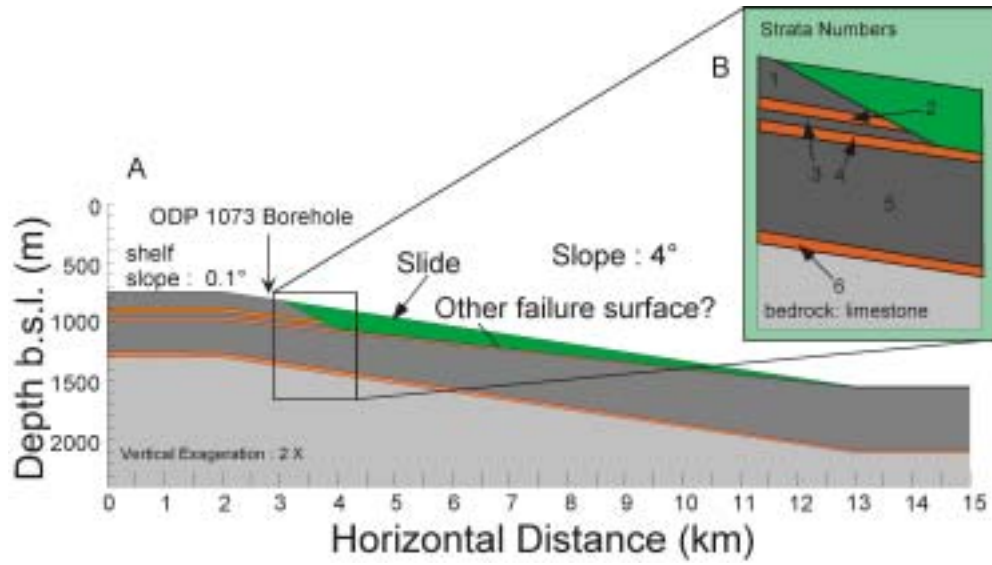 Strata Numbers
B
1
2
3
4
5
6
bedrock: limestone
A
ODP 1073 Borehole
shelf
slope : 0.1°
Slide
Slope : 4°
Other failure surface?
Depth b.s.l. (m)
0
500
1000
1500
2000
Vertical Exageration : 2 X
0 1 2 3 4 5 6 7 8 9 10 11 12 13 14 15
Horizontal Distance (km)